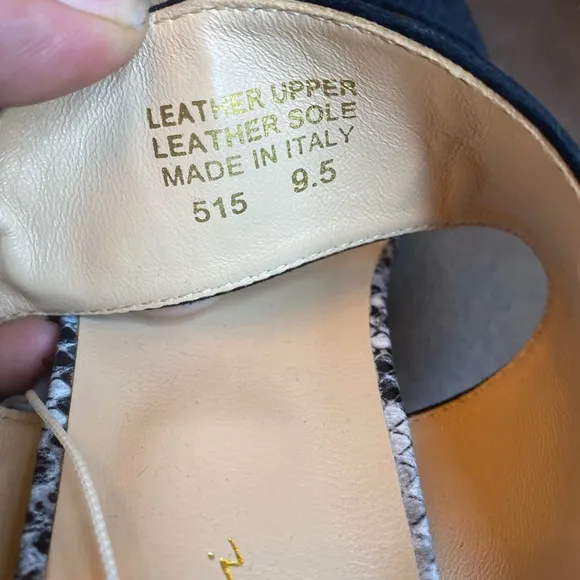 LEATHER UPPER
LEATHER SOLE
MADE IN ITALY
515 9.5